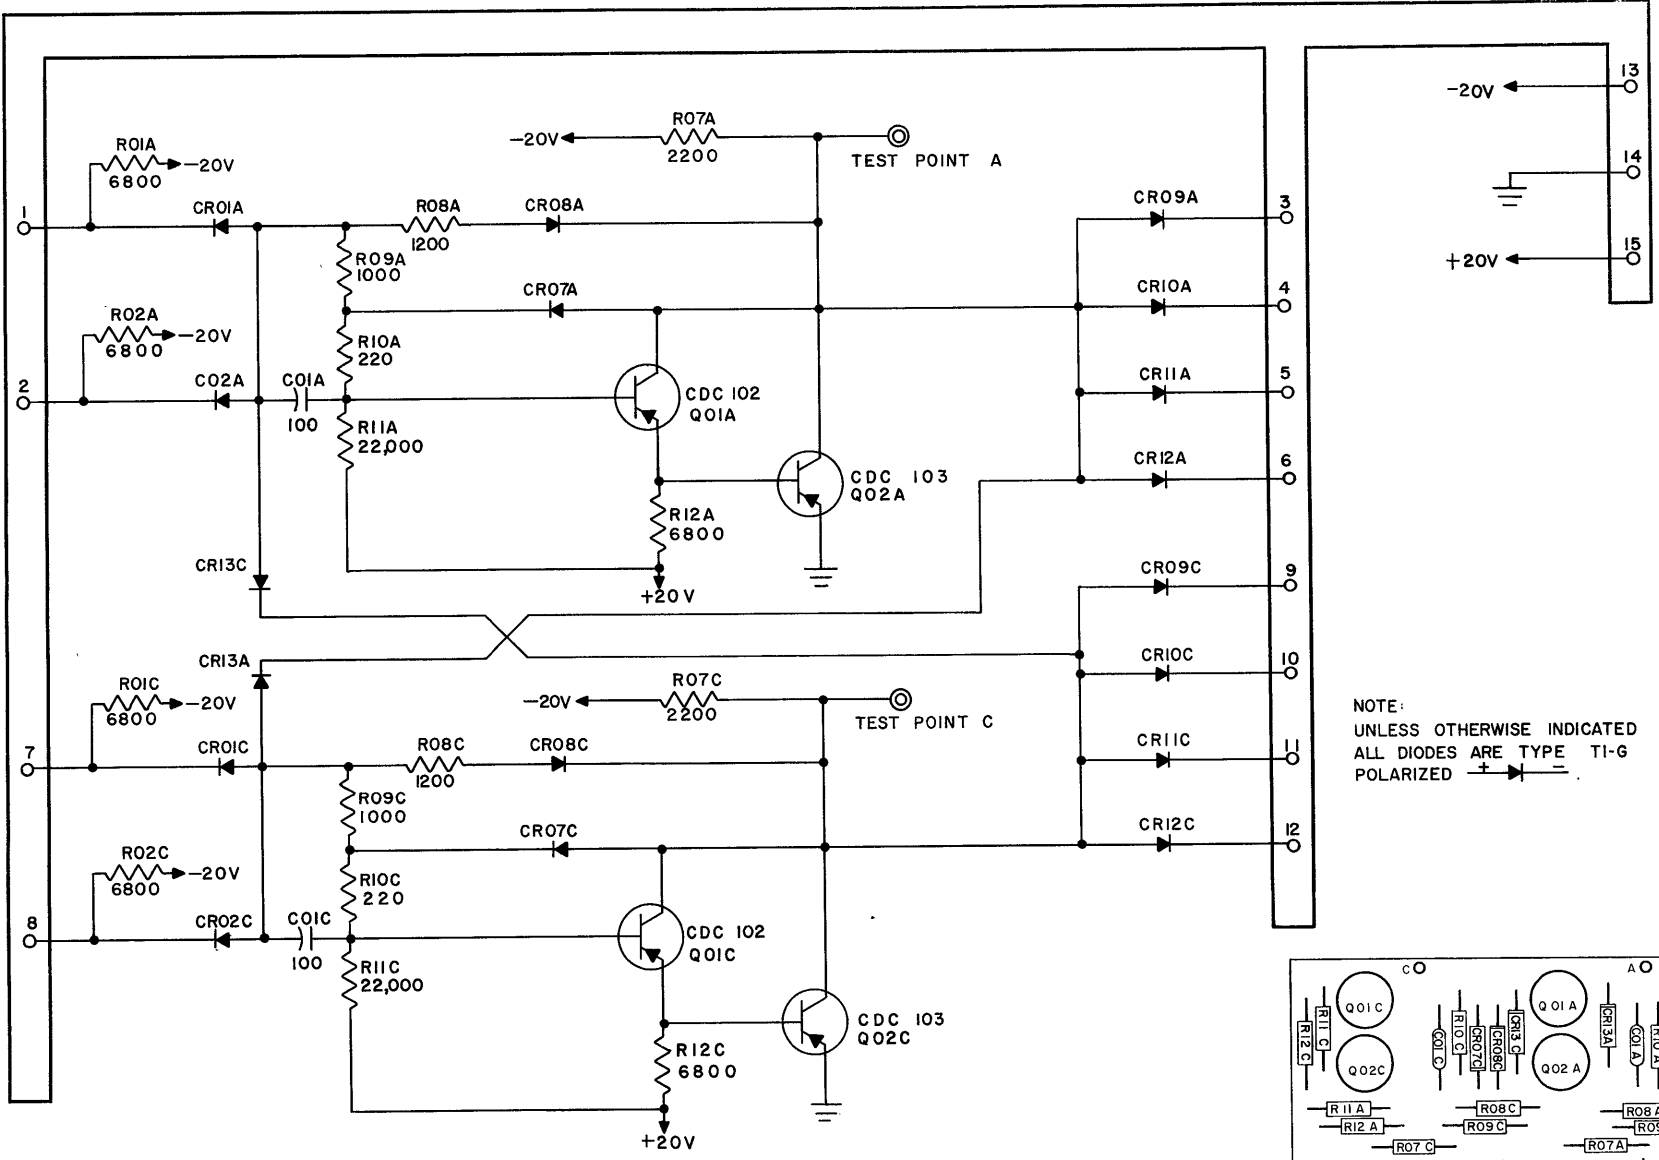 R01A
6800
-20V
1
CR01A
R08A
1200
CR08A
-20V
R07A
2200
TEST POINT A
R09A
1000
CR07A
R02A
6800
-20V
2
C02A
C01A
100
R10A
220
R11A
22,000
CDC 102
Q01A
CDC 103
Q02A
R12A
6800
+20V
CR09A
3
CR10A
4
CR11A
5
CR12A
6
CR13C
CR13A
CR09C
9
CR10C
10
CR11C
11
CR12C
12
R01C
6800
-20V
7
CR01C
R08C
1200
CR08C
-20V
R07C
2200
TEST POINT C
R09C
1000
CR07C
R02C
6800
-20V
8
CR02C
C01C
100
R10C
220
R11C
22,000
CDC 102
Q01C
CDC 103
Q02C
R12C
6800
+20V
-20V
13
14
+20V
15
NOTE:
UNLESS OTHERWISE INDICATED
ALL DIODES ARE TYPE TI-G
POLARIZED + -
C
A
R12C
R11C
Q01C
Q02C
C01C
R10C
CR07C
CR08C
CR13C
Q01A
Q02A
CR13A
C01A
R10A
R11A
R12A
R08C
R09C
R07C
R08A
R09
R07A